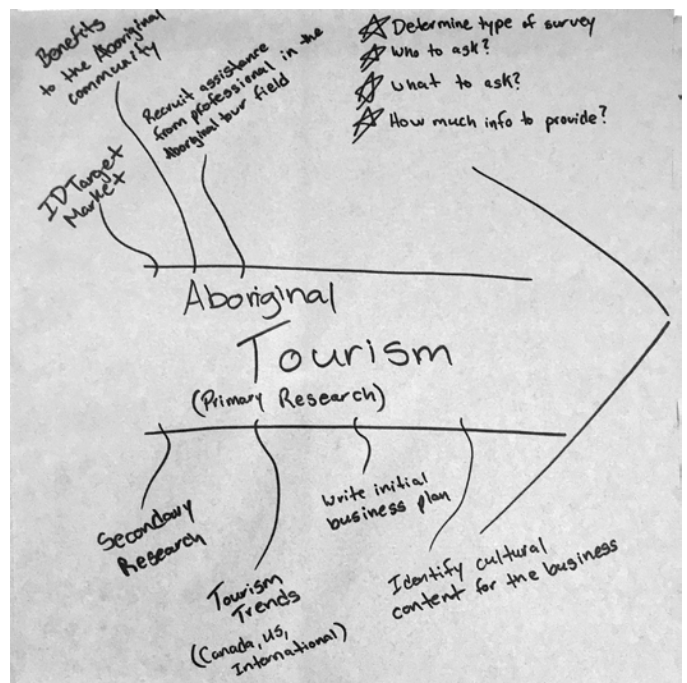 Benefits
to the Aboriginal
community
Recruit assistance
from professional in the
Aboriginal tour field
ID Target
Market
Determine type of survey
Who to ask?
What to ask?
How much info to provide?
Aboriginal
Tourism
(Primary Research)
Secondary
Research
Tourism
Trends
(Canada, US,
International)
Write initial
business plan
Identify cultural
content for the business